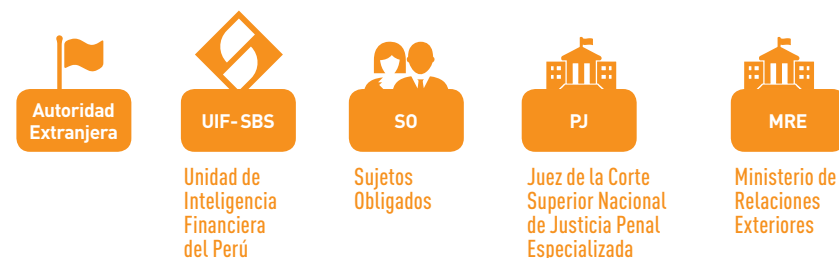 Autoridad
Extranjera
UIF-SBS
SO
PJ
MRE
Unidad de
Inteligencia
Financiera
del Perú
Sujetos
Obligados
Juez de la Corte
Superior Nacional
de Justicia Penal
Especializada
Ministerio de
Relaciones
Exteriores